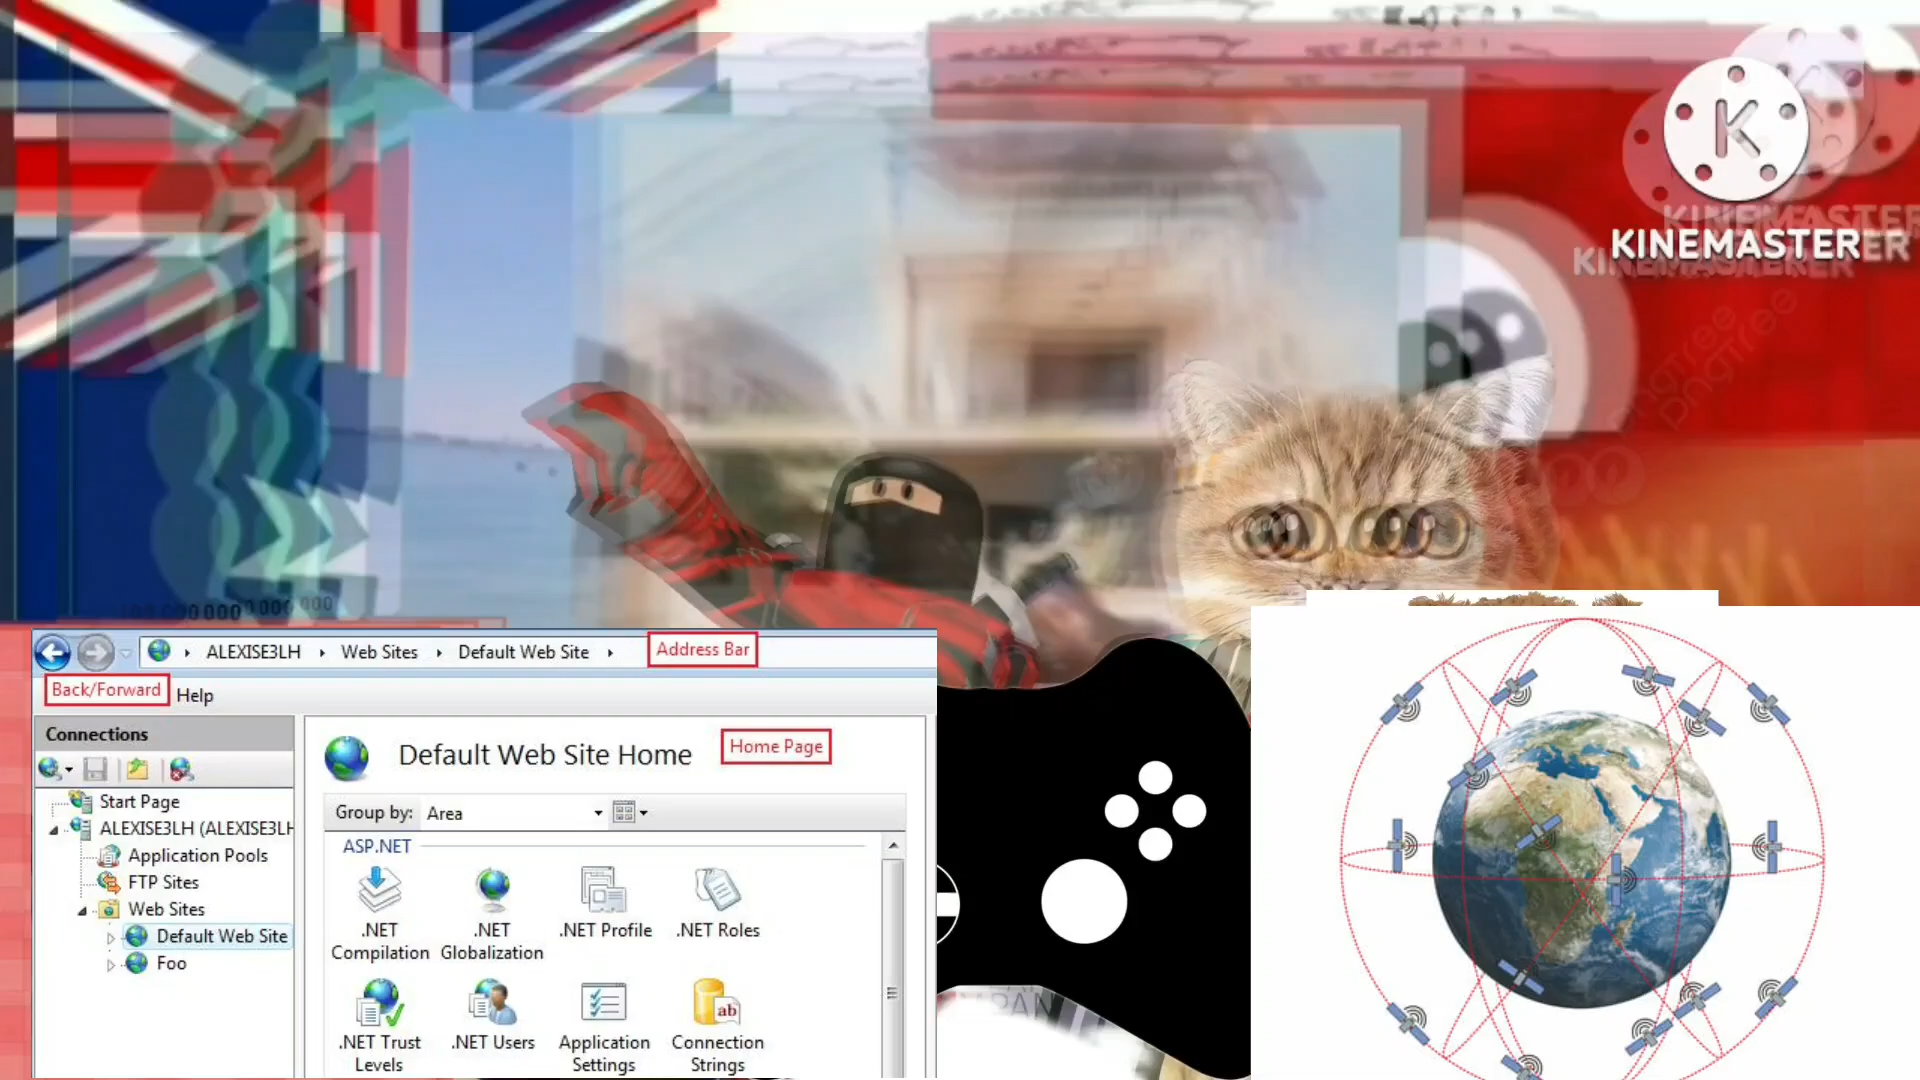 KINEMASTER
ALEXISE3LH
Web Sites
Default Web Site
Address Bar
Back/Forward
Help
Connections
Default Web Site Home
Home Page
Group by:
Area
Start Page
ALEXISE3LH (ALEXISE3LH
Application Pools
FTP Sites
Web Sites
Default Web Site
Foo
ASP.NET
.NET
Compilation
.NET
Globalization
.NET Profile
.NET Roles
.NET Trust
Levels
.NET Users
Application
Settings
ab
Connection
Strings